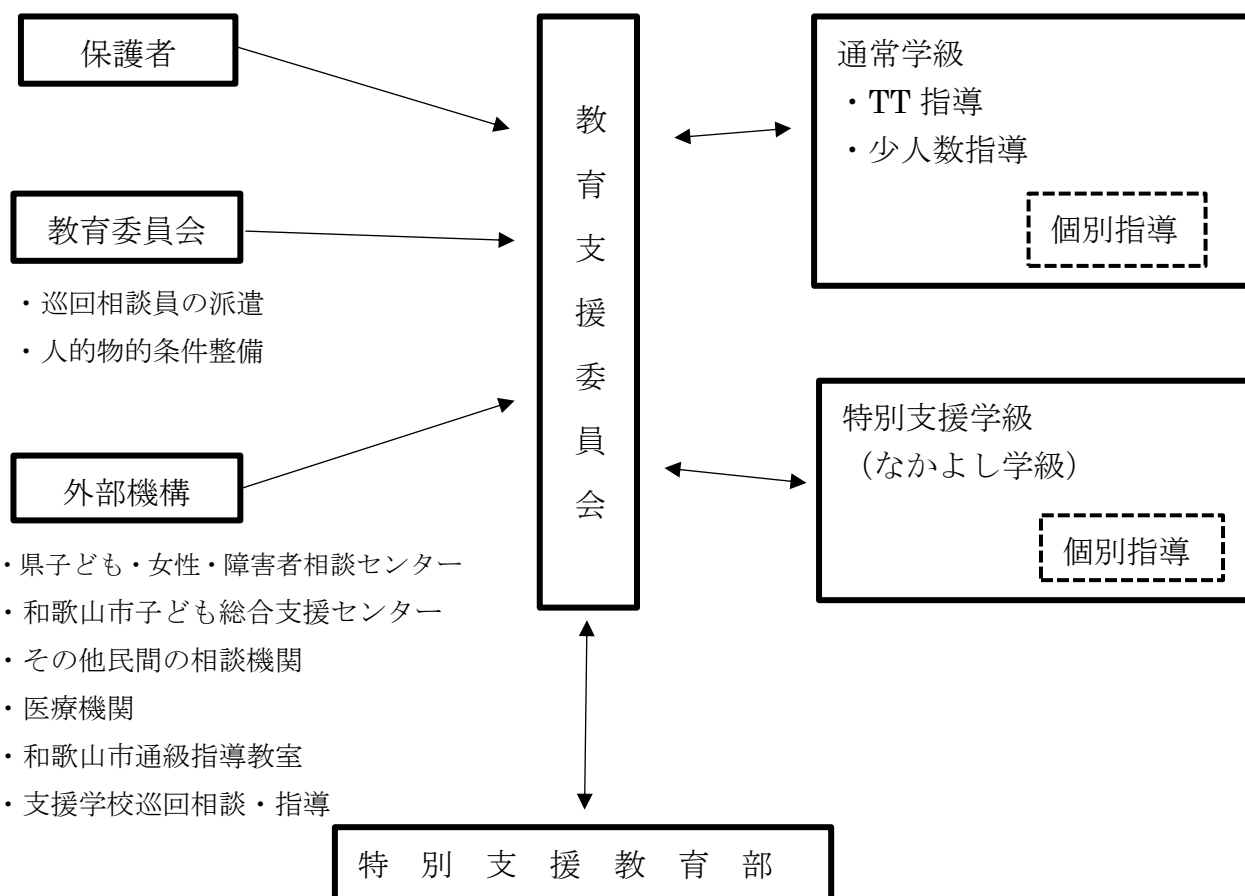 保護者
教育委員会
・巡回相談員の派遣
・人的物的条件整備
外部機構
・県子ども・女性・障害者相談センター
・和歌山市子ども総合支援センター
・その他民間の相談機関
・医療機関
・和歌山市通級指導教室
・支援学校巡回相談・指導
教育支援委員会
通常学級
・TT 指導
・少人数指導
個別指導
特別支援学級
（なかよし学級）
個別指導
特別支援教育部